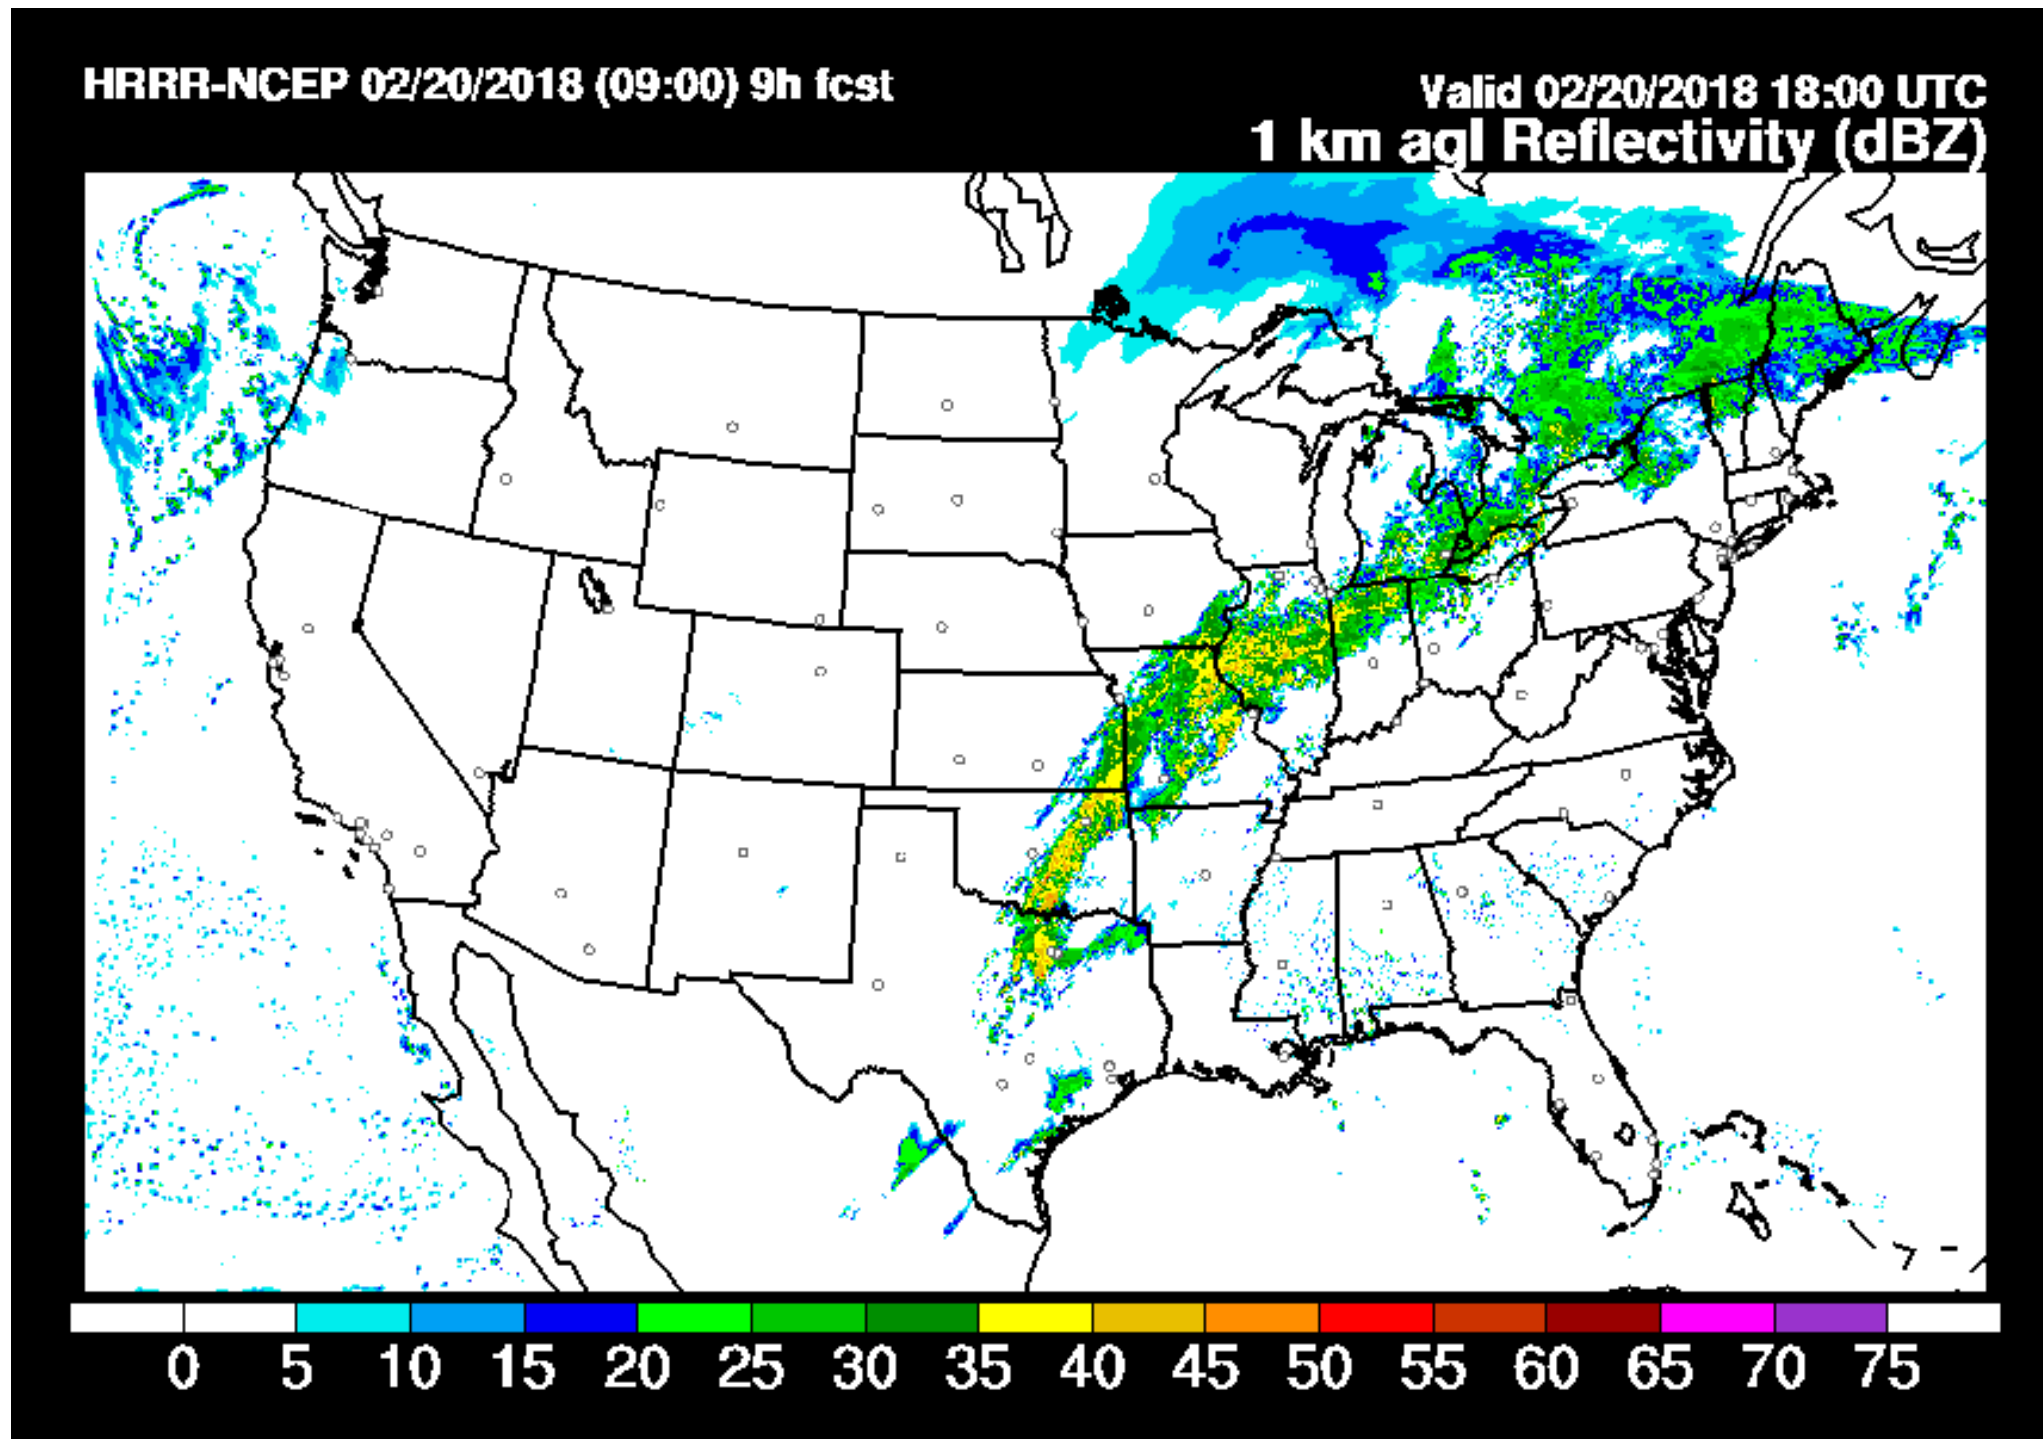 HRRR-NCEP 02/20/2018 (09:00) 9h fcst
Valid 02/20/2018 18:00 UTC
1 km agl Reflectivity (dBZ)
0 5 10 15 20 25 30 35 40 45 50 55 60 65 70 75